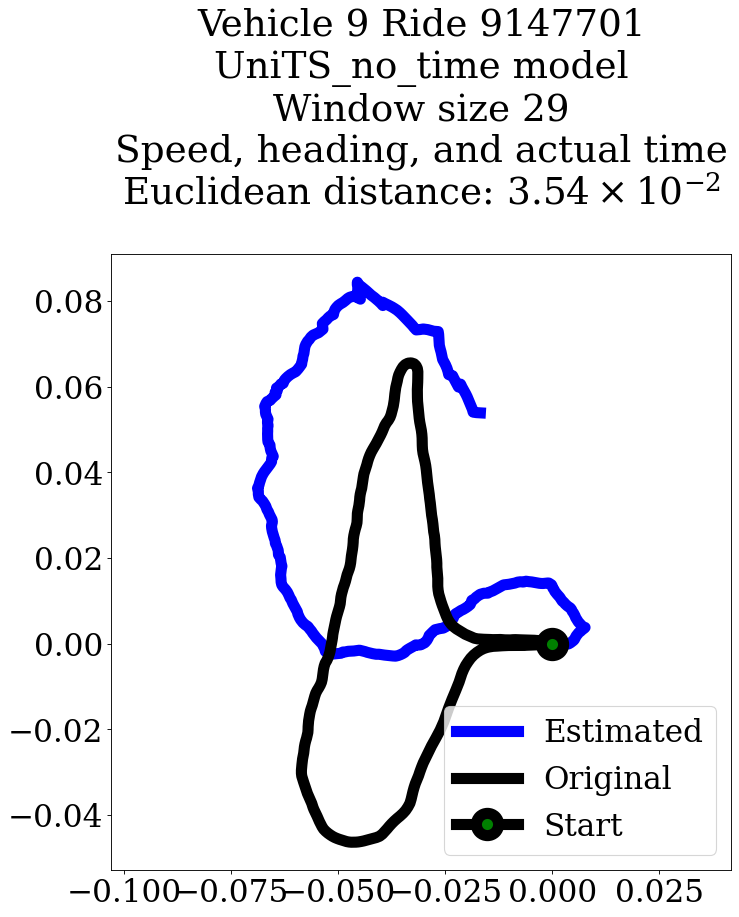 Vehicle 9 Ride 9147701
UniTS_no_time model
Window size 29
Speed, heading, and actual time
Euclidean distance: 3.54 × 10⁻²
0.08
0.06
0.04
0.02
0.00
−0.02
−0.04
Estimated
Original
Start
−0.100 −0.075 −0.050 −0.025 0.000 0.025